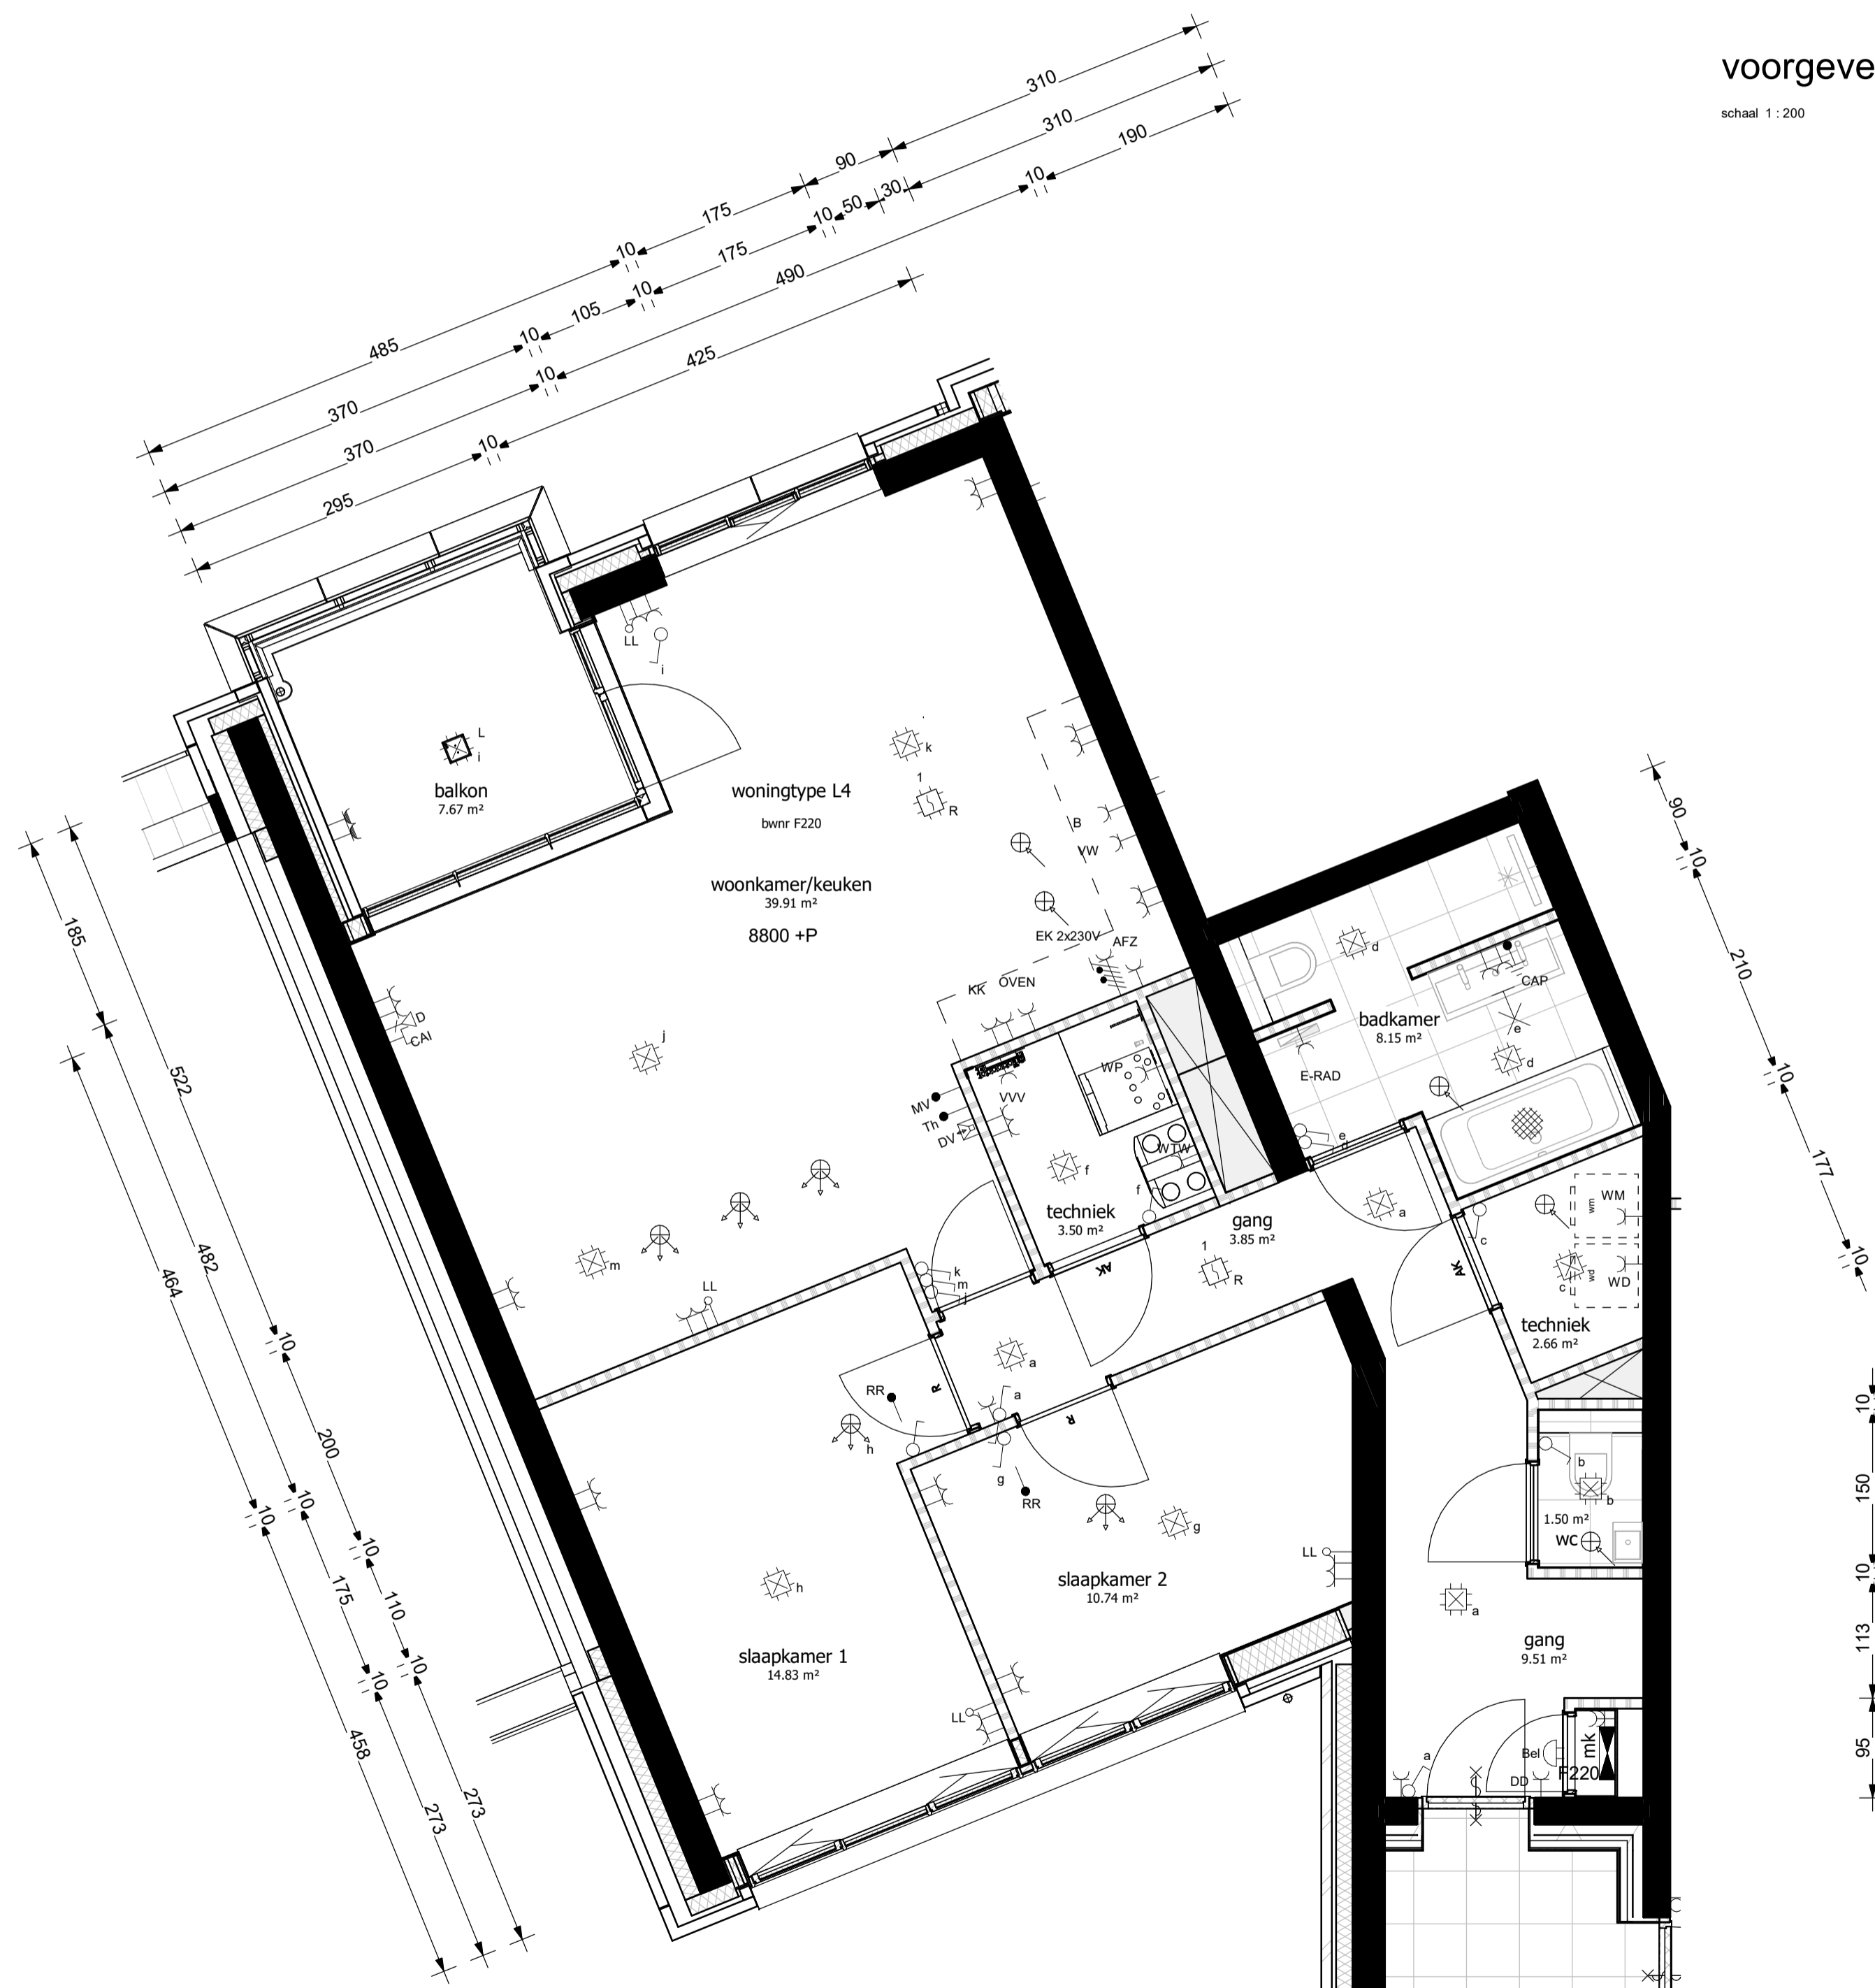 voorgeve
schaal 1 : 200
310
310
190
90
175
10
10
50
30
10
175
490
10
105
10
485
10
425
370
10
370
10
295
LL
i
L
i
balkon
7.67 m²
woningtype L4
bwnr F220
k
1
R
B
VW
woonkamer/keuken
39.91 m²
8800 +P
EK 2x230V
AFZ
KK
OVEN
D
CAI
j
MV
Th
DV
VVV
WP
WTW
f
f
techniek
3.50 m²
d
CAP
e
badkamer
8.15 m²
d
E-RAD
e
d
gang
3.85 m²
a
1
R
AK
AK
c
WM
wm
WD
wd
c
techniek
2.66 m²
m
LL
k
m
j
RR
R
a
a
R
h
g
RR
g
h
slaapkamer 1
14.83 m²
slaapkamer 2
10.74 m²
LL
LL
b
b
1.50 m²
WC
a
gang
9.51 m²
a
Bel
DD
mk
F220
185
522
482
464
10
200
10
10
10
175
110
10
10
458
273
273
90
10
210
10
177
10
10
150
10
113
95